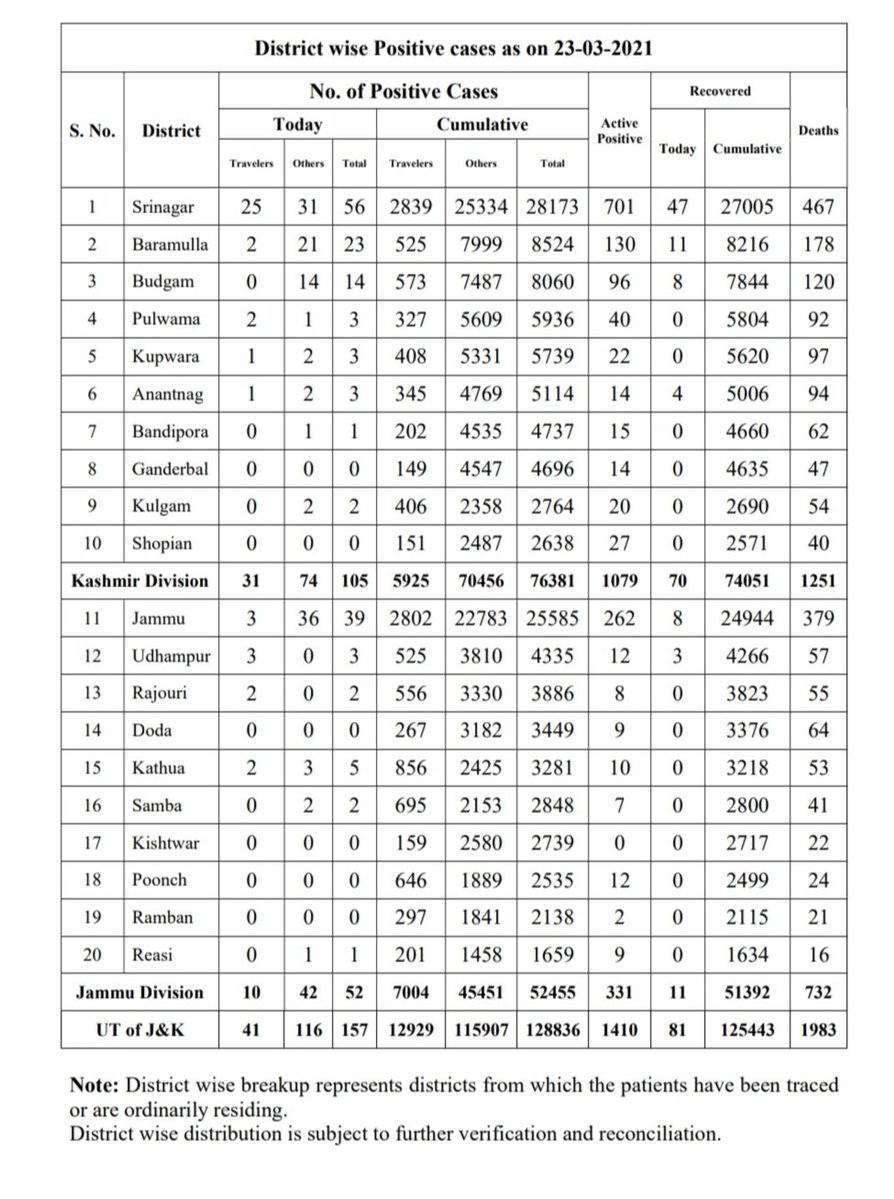 District wise Positive cases as on 23-03-2021
S. No. District No. of Positive Cases Active Positive Recovered Deaths
Today Cumulative Today Cumulative
Travelers Others Total Travelers Others Total
1 Srinagar 25 31 56 2839 25334 28173 701 47 27005 467
2 Baramulla 2 21 23 525 7999 8524 130 11 8216 178
3 Budgam 0 14 14 573 7487 8060 96 8 7844 120
4 Pulwama 2 1 3 327 5609 5936 40 0 5804 92
5 Kupwara 1 2 3 408 5331 5739 22 0 5620 97
6 Anantnag 1 2 3 345 4769 5114 14 4 5006 94
7 Bandipora 0 1 1 202 4535 4737 15 0 4660 62
8 Ganderbal 0 0 0 149 4547 4696 14 0 4635 47
9 Kulgam 0 2 2 406 2358 2764 20 0 2690 54
10 Shopian 0 0 0 151 2487 2638 27 0 2571 40
Kashmir Division 31 74 105 5925 70456 76381 1079 70 74051 1251
11 Jammu 3 36 39 2802 22783 25585 262 8 24944 379
12 Udhampur 3 0 3 525 3810 4335 12 3 4266 57
13 Rajouri 2 0 2 556 3330 3886 8 0 3823 55
14 Doda 0 0 0 267 3182 3449 9 0 3376 64
15 Kathua 2 3 5 856 2425 3281 10 0 3218 53
16 Samba 0 2 2 695 2153 2848 7 0 2800 41
17 Kishtwar 0 0 0 159 2580 2739 0 0 2717 22
18 Poonch 0 0 0 646 1889 2535 12 0 2499 24
19 Ramban 0 0 0 297 1841 2138 2 0 2115 21
20 Reasi 0 1 1 201 1458 1659 9 0 1634 16
Jammu Division 10 42 52 7004 45451 52455 331 11 51392 732
UT of J&K 41 116 157 12929 115907 128836 1410 81 125443 1983
Note: District wise breakup represents districts from which the patients have been traced
or are ordinarily residing.
District wise distribution is subject to further verification and reconciliation.